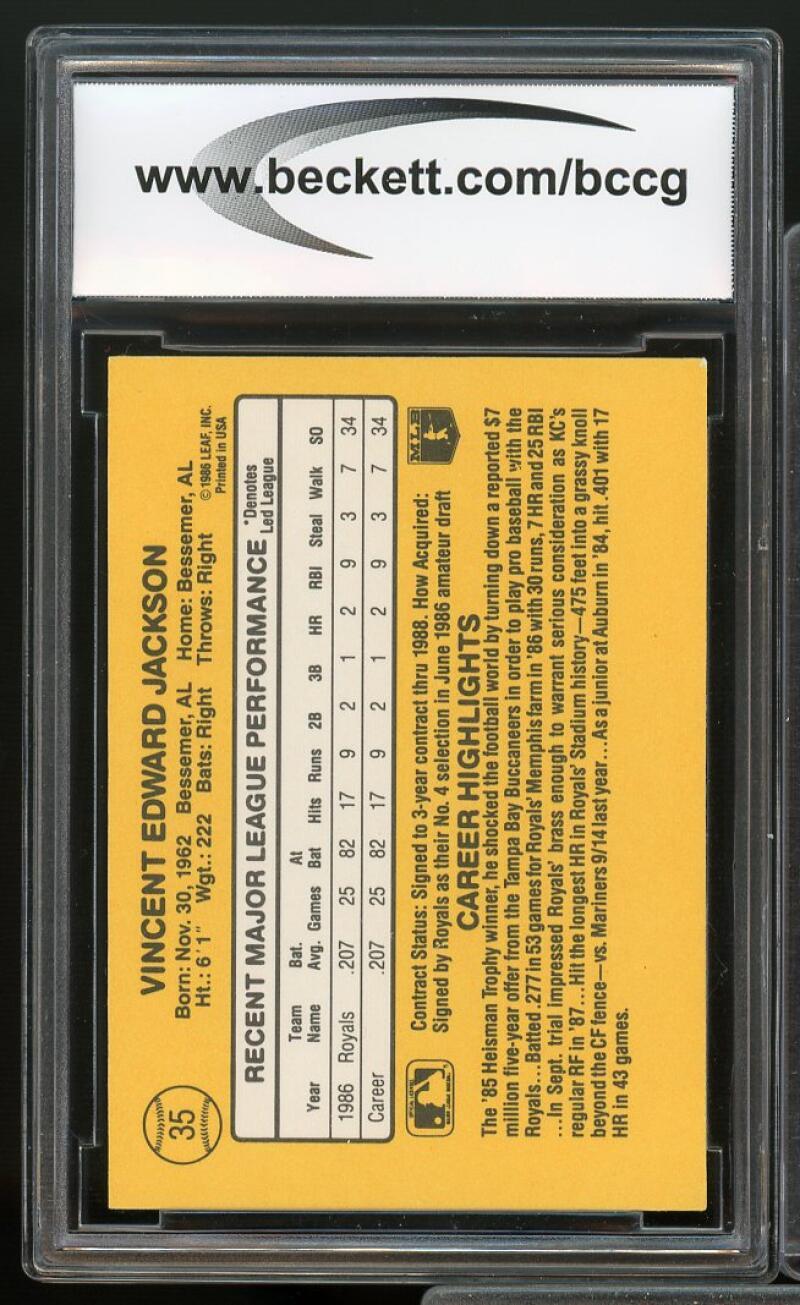 www.beckett.com/bccg
35
VINCENT EDWARD JACKSON
Born: Nov. 30, 1962 Bessemer, AL Home: Bessemer, AL
Ht.: 6'1" Wgt.: 222 Bats: Right Throws: Right
© 1986 LEAF, INC.
Printed in USA
RECENT MAJOR LEAGUE PERFORMANCE
*Denotes
Led League
Year Team Name Bat. Avg. Games At Bat Hits Runs 2B 3B HR RBI Steal Walk SO
1986 Royals .207 25 82 17 9 2 1 2 9 3 7 34
Career .207 25 82 17 9 2 1 2 9 3 7 34
Contract Status: Signed to 3-year contract thru 1988. How Acquired:
Signed by Royals as their No. 4 selection in June 1986 amateur draft
MLB
CAREER HIGHLIGHTS
The '85 Heisman Trophy winner, he shocked the football world by turning down a reported $7
million five-year offer from the Tampa Bay Buccaneers in order to play pro baseball with the
Royals...Batted .277 in 53 games for Royals' Memphis farm in '86 with 30 runs, 7 HR and 25 RBI
...In Sept. trial impressed Royals' brass enough to warrant serious consideration as KC's
regular RF in '87...Hit the longest HR in Royals' Stadium history—475 feet into a grassy knoll
beyond the CF fence—vs. Mariners 9/14 last year...As a junior at Auburn in '84, hit .401 with 17
HR in 43 games.